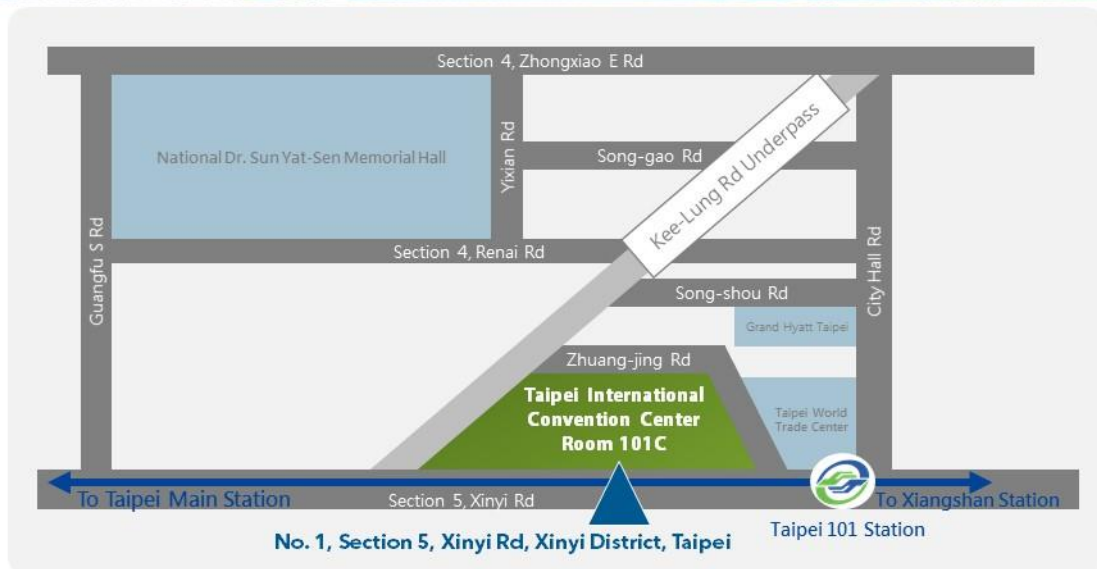 Section 4, Zhongxiao E Rd
National Dr. Sun Yat-Sen Memorial Hall
Yixian Rd
Song-gao Rd
Kee-Lung Rd Underpass
Guangfu S Rd
Section 4, Renai Rd
City Hall Rd
Song-shou Rd
Grand Hyatt Taipei
Zhuang-jing Rd
Taipei International
Convention Center
Room 101C
Taipei World
Trade Center
To Taipei Main Station
Section 5, Xinyi Rd
To Xiangshan Station
Taipei 101 Station
No. 1, Section 5, Xinyi Rd, Xinyi District, Taipei